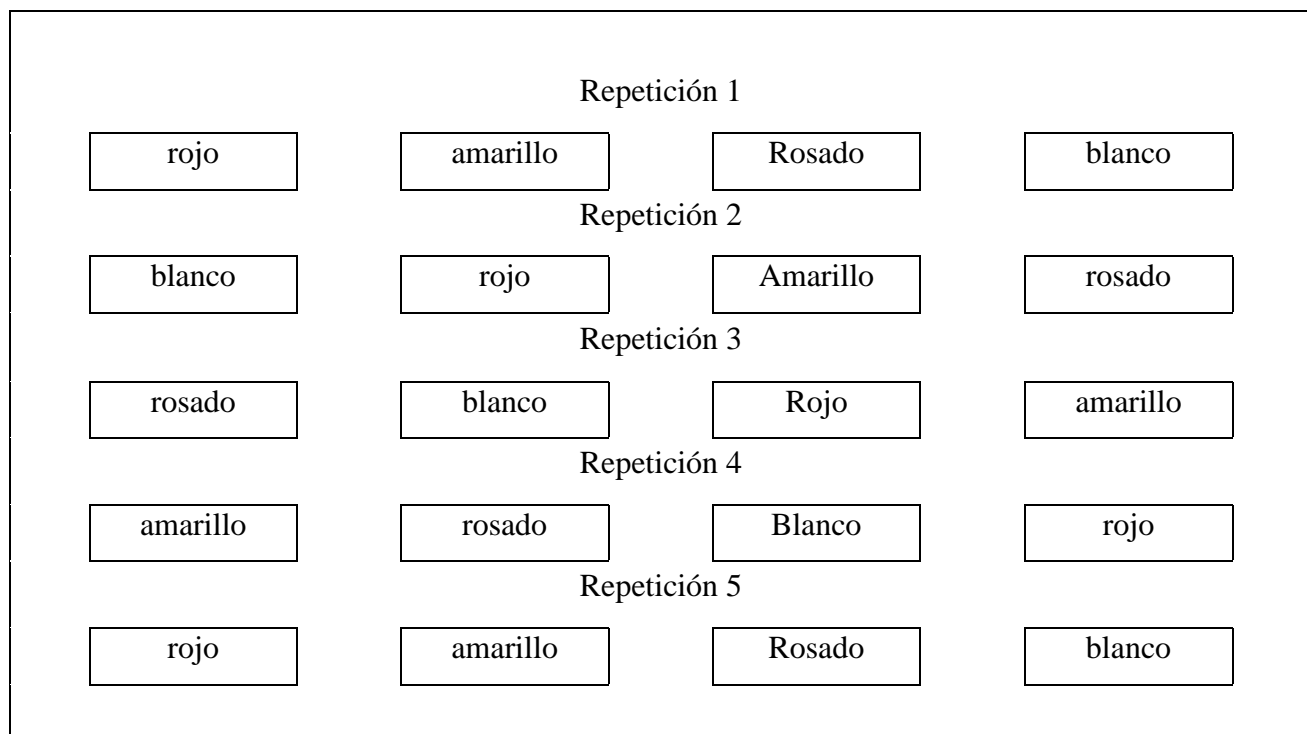 Repetición 1
rojo amarillo Rosado blanco
Repetición 2
blanco rojo Amarillo rosado
Repetición 3
rosado blanco Rojo amarillo
Repetición 4
amarillo rosado Blanco rojo
Repetición 5
rojo amarillo Rosado blanco